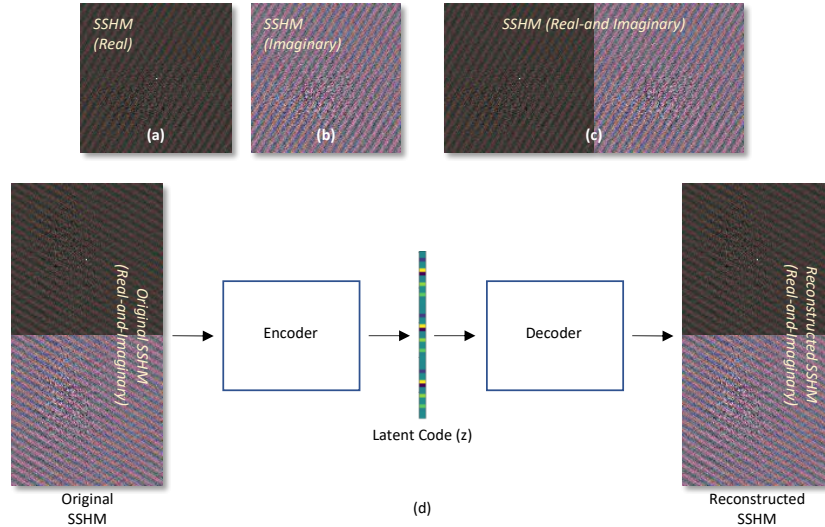 SSHM
(Real)
(a)
SSHM
(Imaginary)
(b)
SSHM (Real-and Imaginary)
(c)
Original SSHM
(Real-and-Imaginary)
Encoder
Decoder
Reconstructed SSHM
(Real-and-Imaginary)
Latent Code (z)
Original
SSHM
(d)
Reconstructed
SSHM